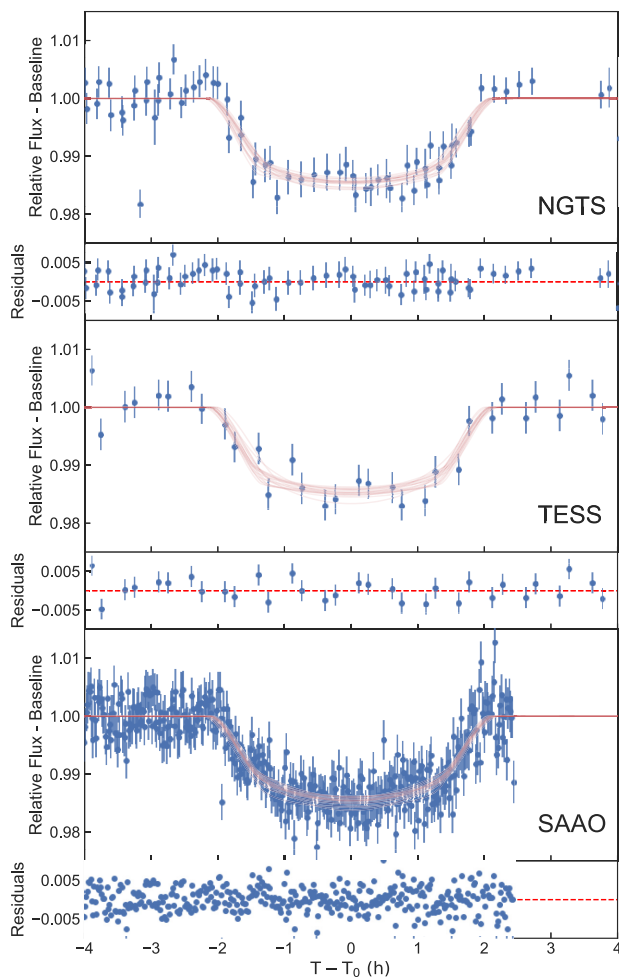 1.01
1.00
0.99
0.98
Relative Flux - Baseline
NGTS
0.005
−0.005
Residuals
1.01
1.00
0.99
0.98
Relative Flux - Baseline
TESS
0.005
−0.005
Residuals
1.01
1.00
0.99
0.98
Relative Flux - Baseline
SAAO
0.005
−0.005
Residuals
−4 −3 −2 −1 0 1 2 3 4
T − T0 (h)